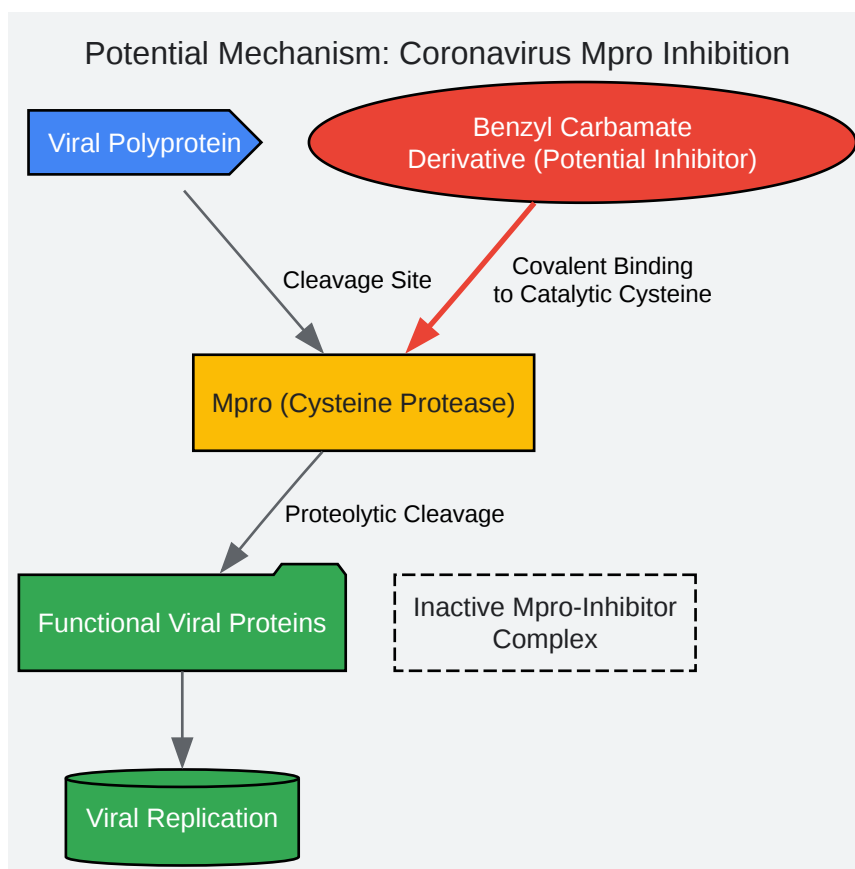 Potential Mechanism: Coronavirus Mpro Inhibition
Viral Polyprotein
Benzyl Carbamate
Derivative (Potential Inhibitor)
Cleavage Site
Covalent Binding
to Catalytic Cysteine
Mpro (Cysteine Protease)
Proteolytic Cleavage
Functional Viral Proteins
Inactive Mpro-Inhibitor
Complex
Viral Replication